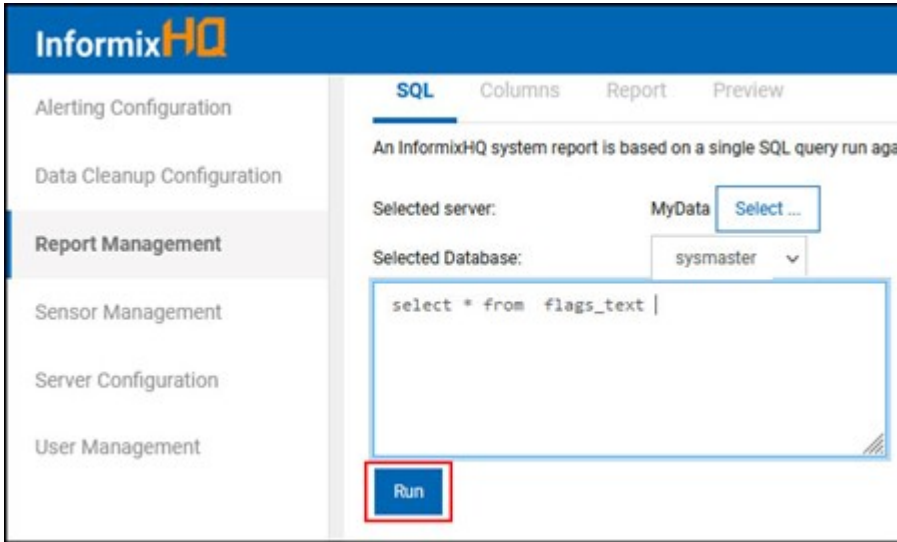 InformixHQ
Alerting Configuration
Data Cleanup Configuration
Report Management
Sensor Management
Server Configuration
User Management
SQL Columns Report Preview
An InformixHQ system report is based on a single SQL query run aga
Selected server: MyData Select ...
Selected Database: sysmaster
select * from flags_text
Run